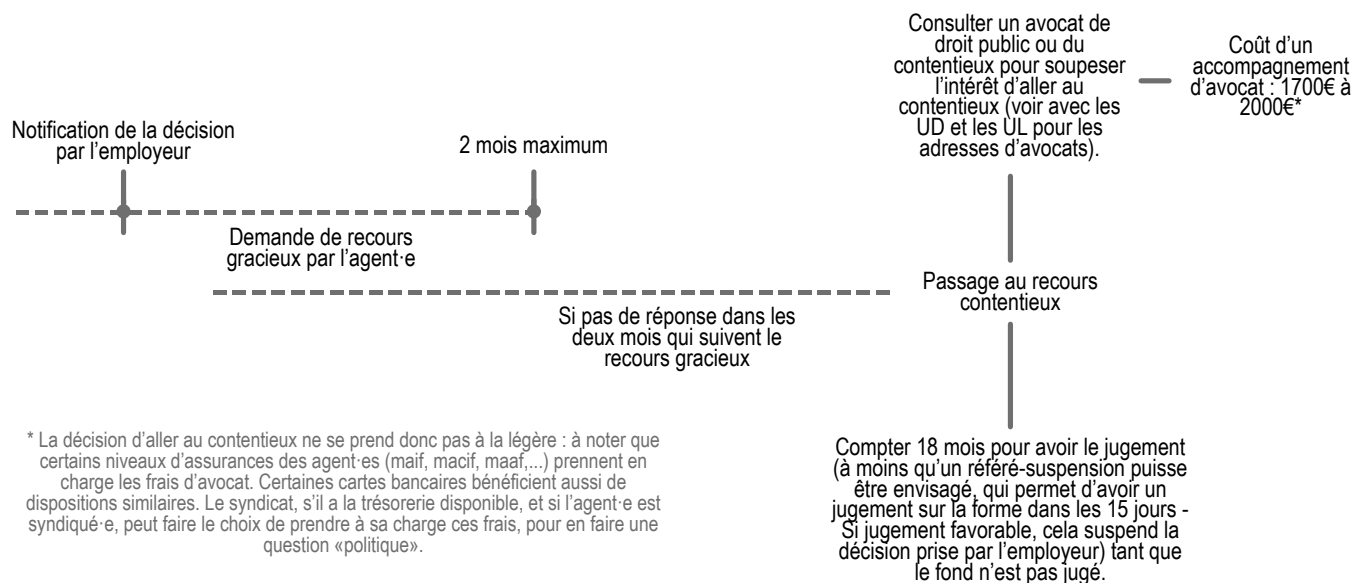 Notification de la décision
par l’employeur
2 mois maximum
Demande de recours
gracieux par l’agent·e
Si pas de réponse dans les
deux mois qui suivent le
recours gracieux
Consulter un avocat de
droit public ou du
contentieux pour soupeser
l’intérêt d’aller au
contentieux (voir avec les
UD et les UL pour les
adresses d’avocats).
Coût d’un
accompagnement
d’avocat : 1700€ à
2000€*
Passage au recours
contentieux
Compter 18 mois pour avoir le jugement
(à moins qu’un référé-suspension puisse
être envisagé, qui permet d’avoir un
jugement sur la forme dans les 15 jours -
Si jugement favorable, cela suspend la
décision prise par l’employeur) tant que
le fond n’est pas jugé.
* La décision d’aller au contentieux ne se prend donc pas à la légère : à noter que
certains niveaux d’assurances des agent·es (maif, macif, maaf,...) prennent en
charge les frais d’avocat. Certaines cartes bancaires bénéficient aussi de
dispositions similaires. Le syndicat, s’il a la trésorerie disponible, et si l’agent·e est
syndiqué·e, peut faire le choix de prendre à sa charge ces frais, pour en faire une
question «politique».